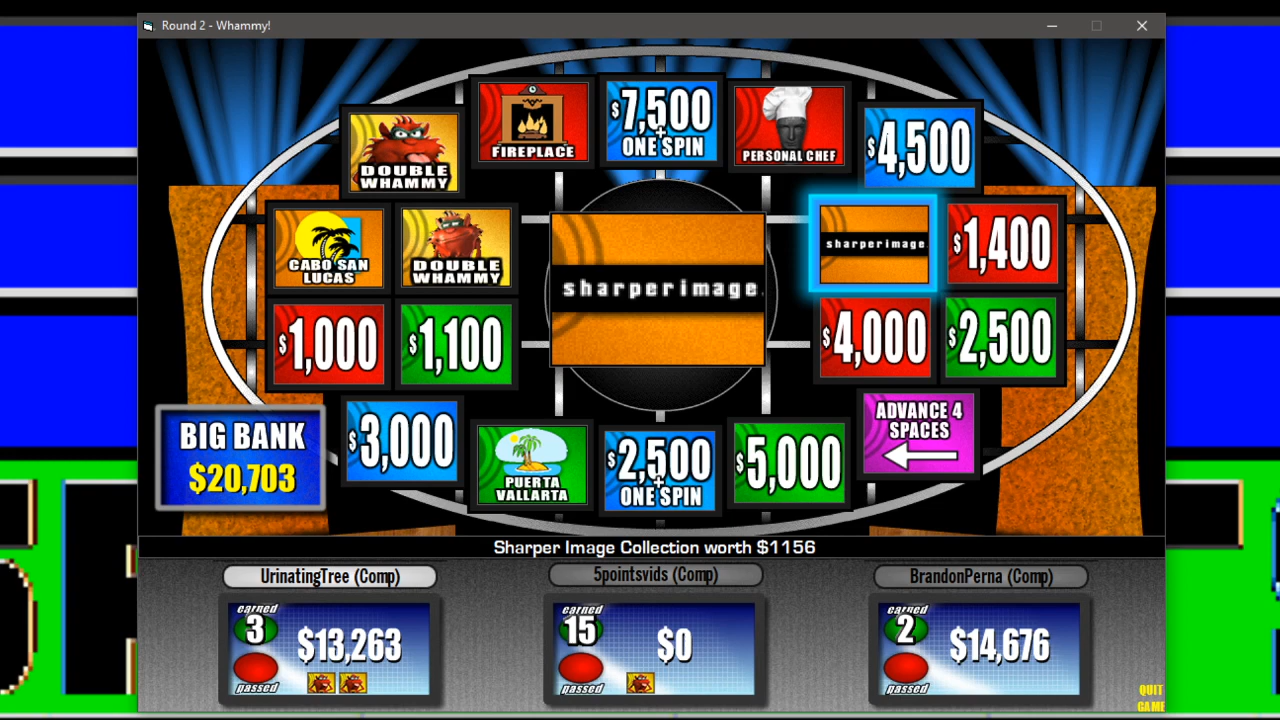 Round 2 - Whammy!
FIREPLACE
$7,500
+
ONE SPIN
PERSONAL CHEF
DOUBLE
WHAMMY
$4,500
CABO SAN
LUCAS
DOUBLE
WHAMMY
sharperimage.
sharperimage.
$1,400
$1,000
$1,100
$4,000
$2,500
BIG BANK
$20,703
$3,000
PUERTA
VALLARTA
$2,500
+
ONE SPIN
$5,000
ADVANCE 4
SPACES
Sharper Image Collection worth $1156
UrinatingTree (Comp)
5pointsvids (Comp)
BrandonPerna (Comp)
earned
3
$13,263
passed
earned
15
$0
passed
earned
2
$14,676
passed
QUIT
GAME